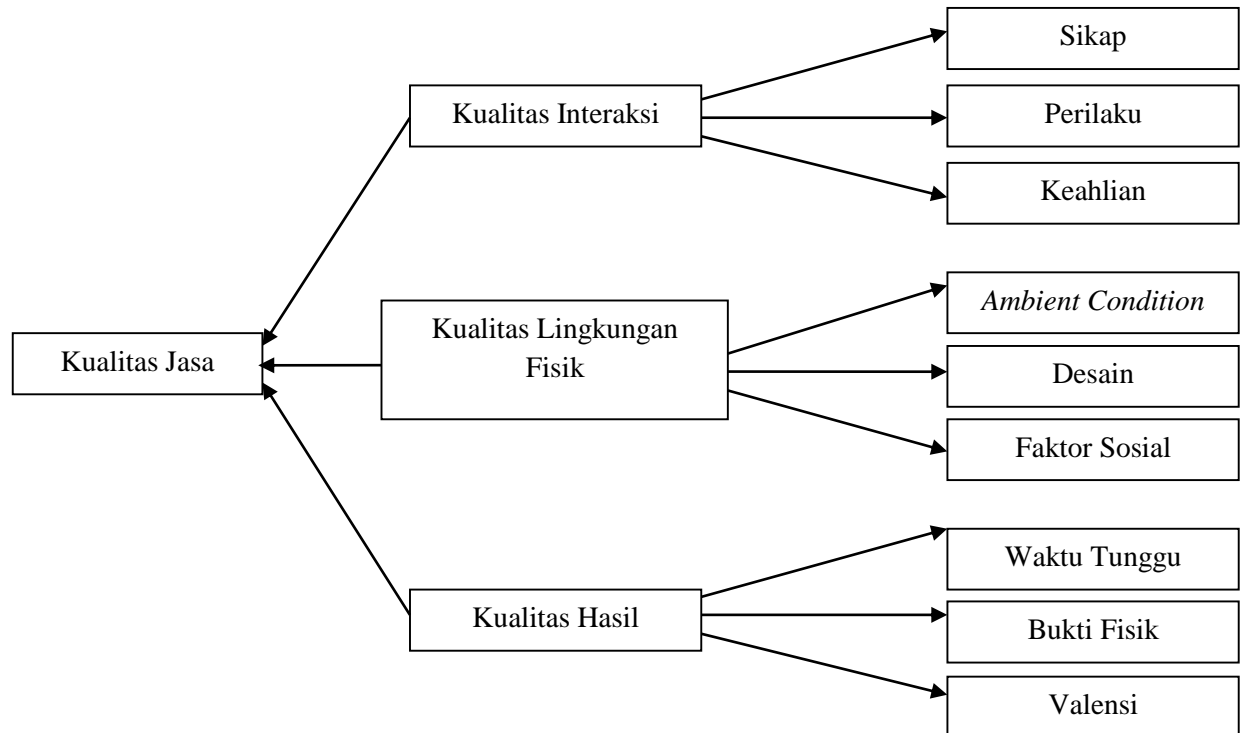 Sikap
Kualitas Interaksi
Perilaku
Keahlian
Ambient Condition
Kualitas Lingkungan
Fisik
Kualitas Jasa
Desain
Faktor Sosial
Waktu Tunggu
Kualitas Hasil
Bukti Fisik
Valensi